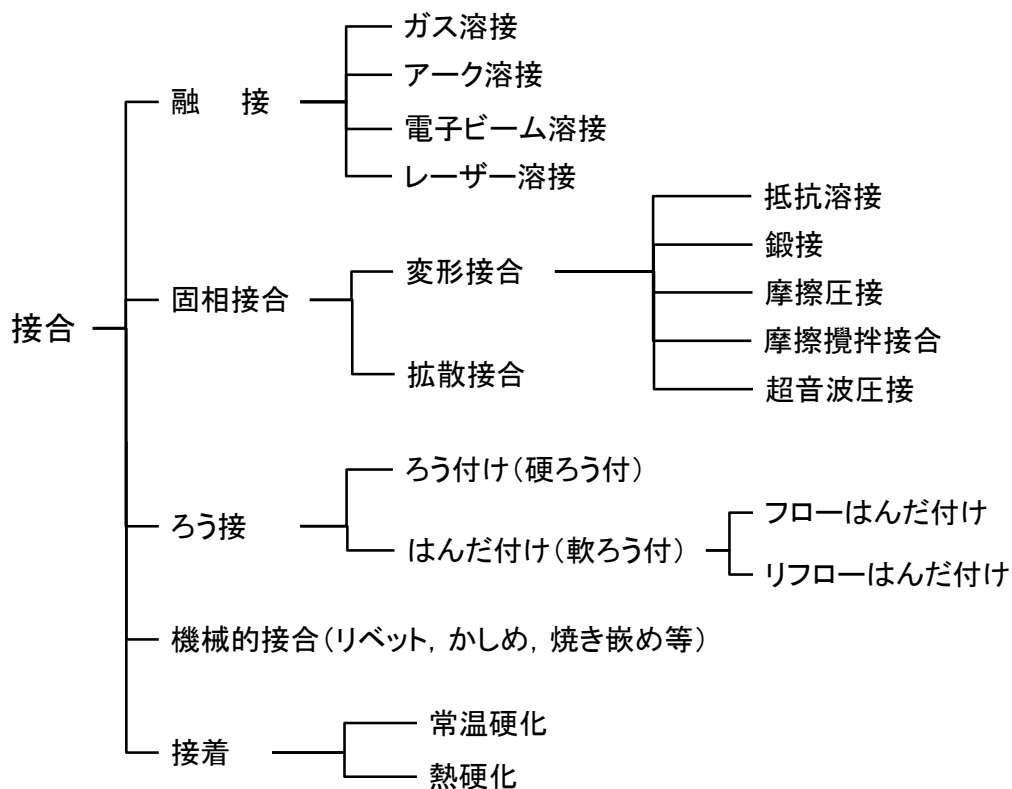 接合
融　接
ガス溶接
アーク溶接
電子ビーム溶接
レーザー溶接
固相接合
変形接合
抵抗溶接
鍛接
摩擦圧接
摩擦攪拌接合
超音波圧接
拡散接合
ろう接
ろう付け（硬ろう付）
はんだ付け（軟ろう付）
フローはんだ付け
リフローはんだ付け
機械的接合（リベット，かしめ，焼き嵌め等）
接着
常温硬化
熱硬化